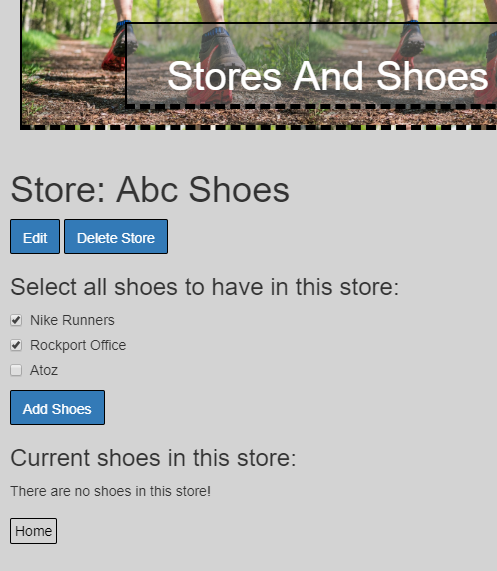 Stores And Shoes
Store: Abc Shoes
Edit Delete Store
Select all shoes to have in this store:
Nike Runners
Rockport Office
Atoz
Add Shoes
Current shoes in this store:
There are no shoes in this store!
Home